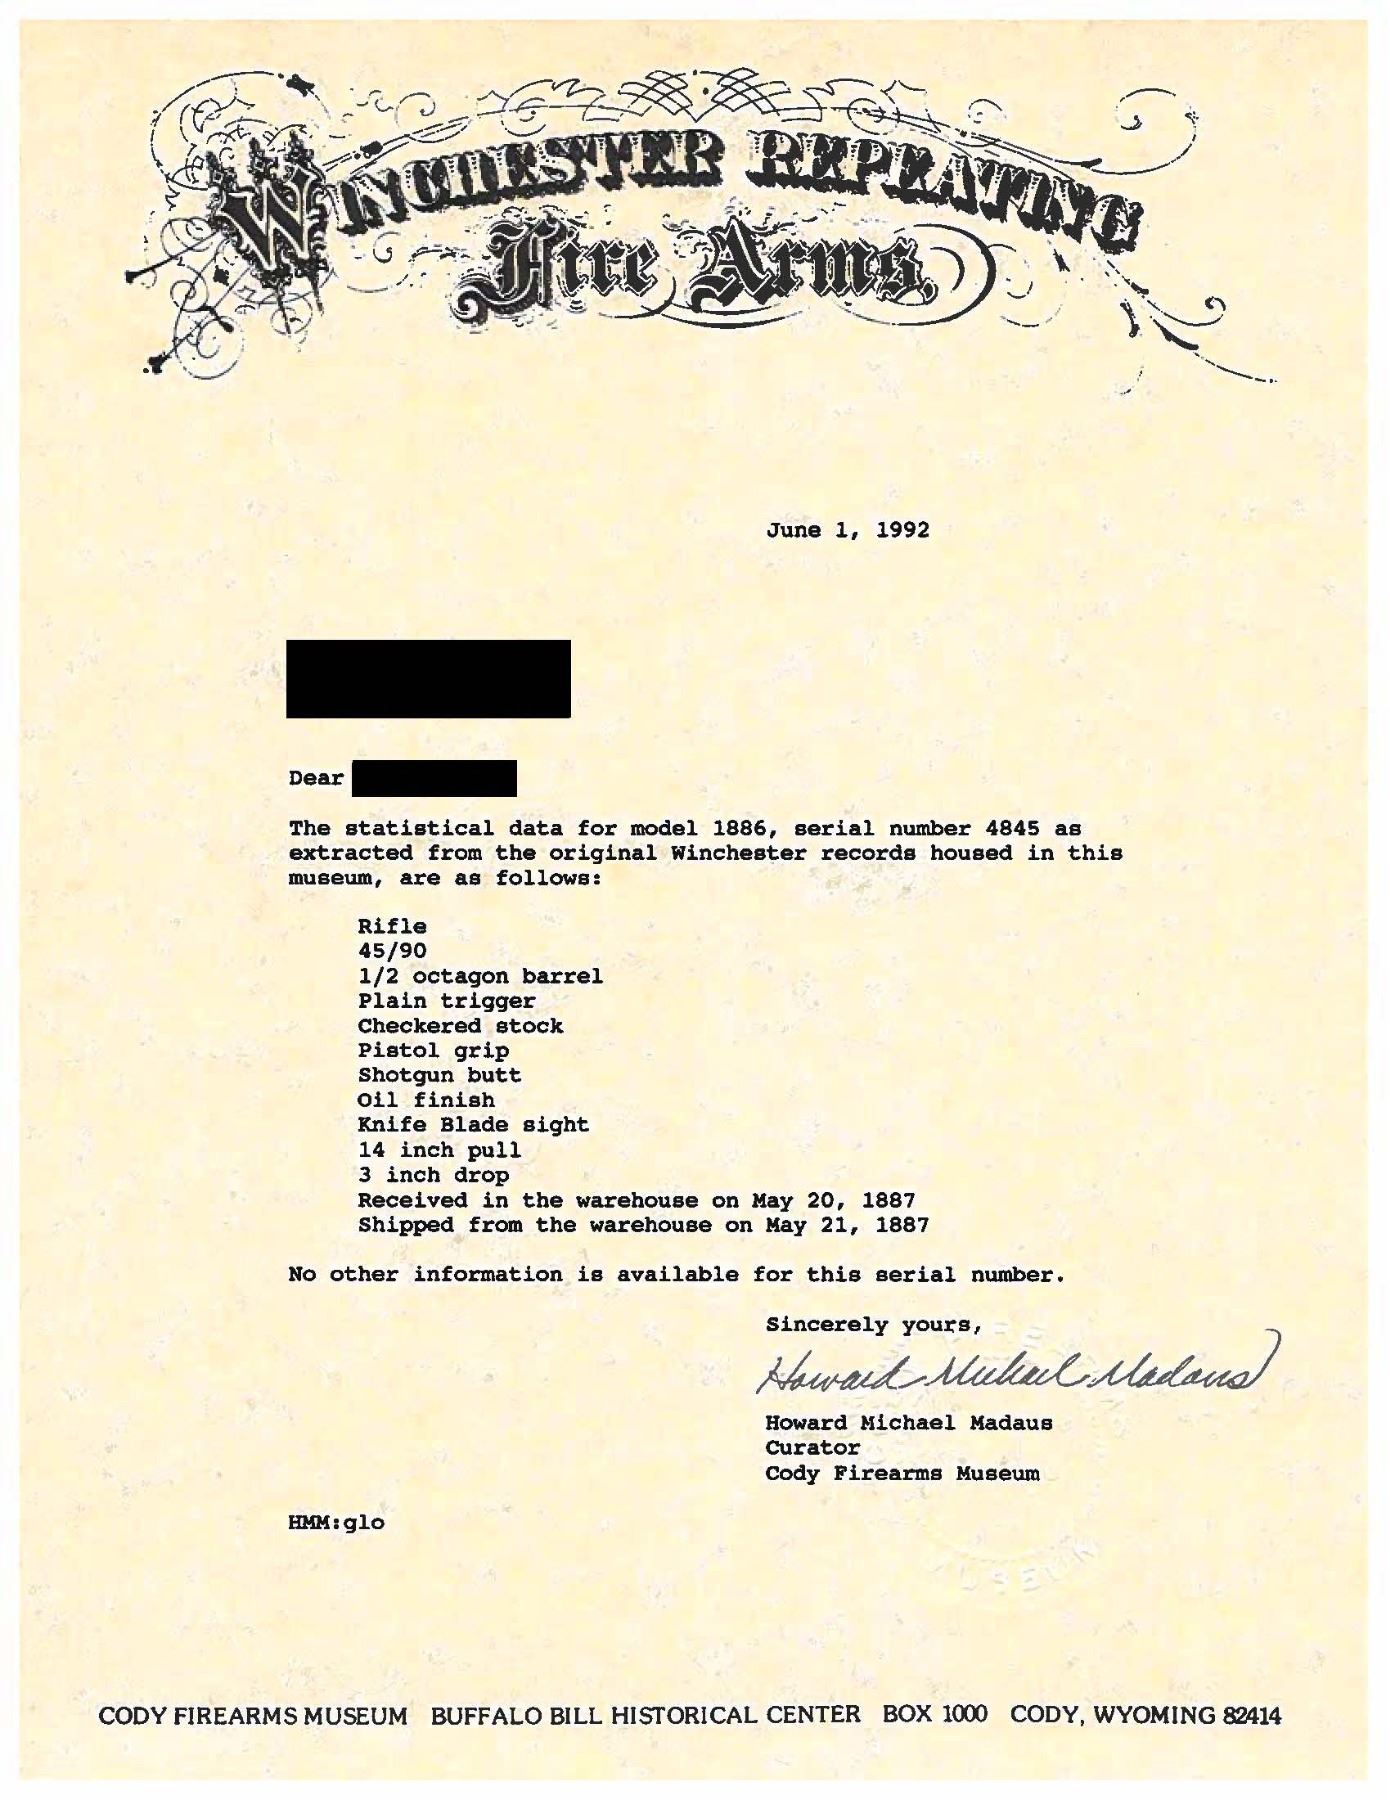 WINCHESTER REPEATING
Fire Arms,
June 1, 1992
Dear
The statistical data for model 1886, serial number 4845 as
extracted from the original Winchester records housed in this
museum, are as follows:
Rifle
45/90
1/2 octagon barrel
Plain trigger
Checkered stock
Pistol grip
Shotgun butt
Oil finish
Knife Blade sight
14 inch pull
3 inch drop
Received in the warehouse on May 20, 1887
Shipped from the warehouse on May 21, 1887
No other information is available for this serial number.
Sincerely yours,
Howard Michael Madaus
Howard Michael Madaus
Curator
Cody Firearms Museum
HMM:glo
MUSEUM
CODY FIREARMS MUSEUM BUFFALO BILL HISTORICAL CENTER BOX 1000 CODY, WYOMING 82414